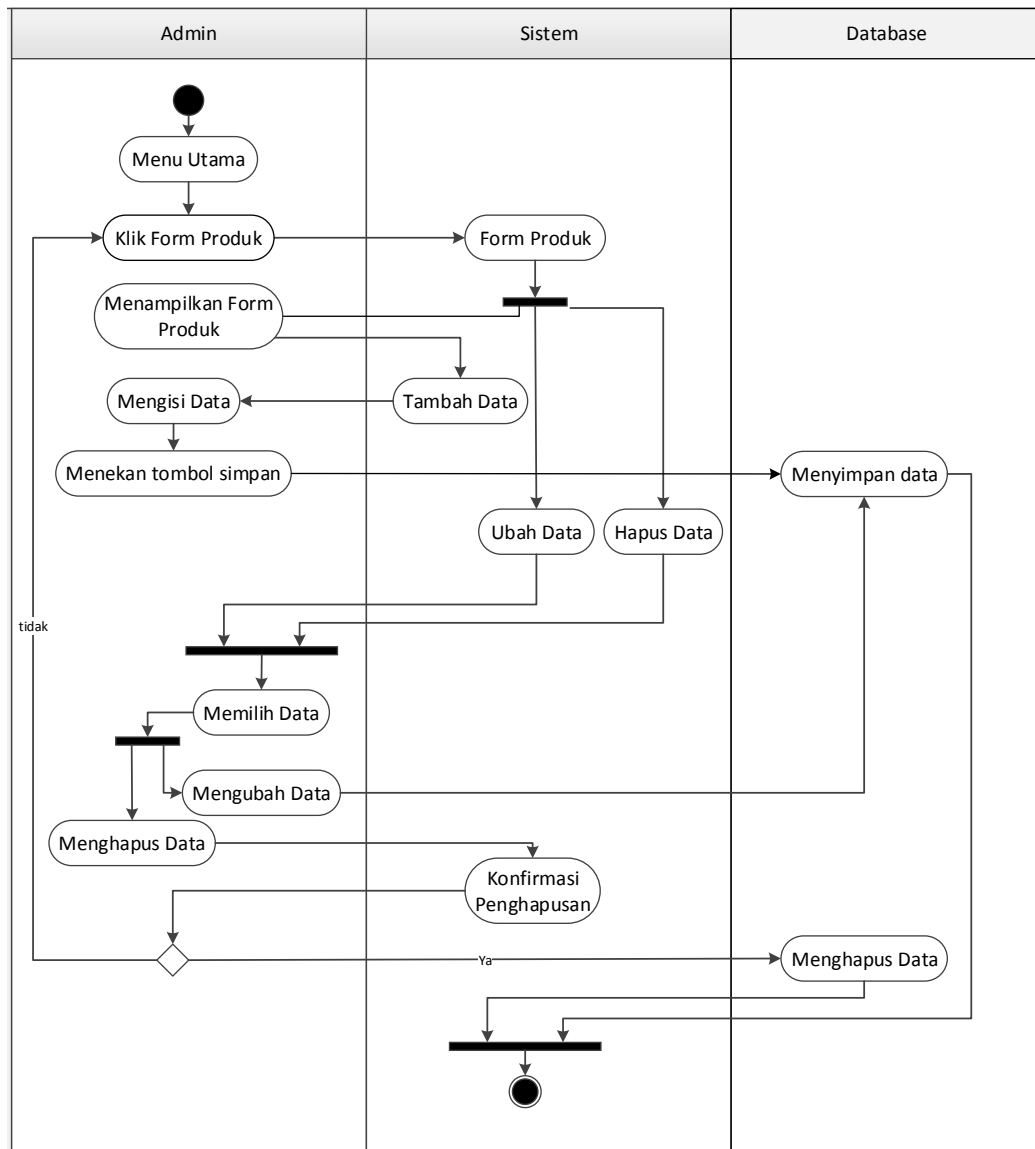 Admin
Sistem
Database
Menu Utama
Klik Form Produk
Form Produk
Menampilkan Form
Produk
Mengisi Data
Tambah Data
Menekan tombol simpan
Menyimpan data
Ubah Data
Hapus Data
tidak
Memilih Data
Mengubah Data
Menghapus Data
Konfirmasi
Penghapusan
Ya
Menghapus Data